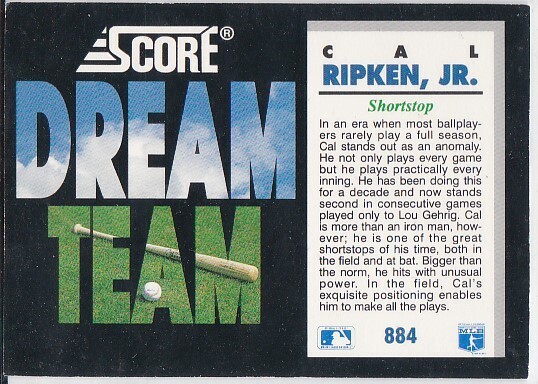 SCORE®
DREAM
TEAM
CAL
RIPKEN, JR.
Shortstop
In an era when most ballplay-
ers rarely play a full season,
Cal stands out as an anomaly.
He not only plays every game
but he plays practically every
inning. He has been doing this
for a decade and now stands
second in consecutive games
played only to Lou Gehrig. Cal
is more than an iron man, how-
ever; he is one of the great
shortstops of his time, both in
the field and at bat. Bigger than
the norm, he hits with unusual
power. In the field, Cal's
exquisite positioning enables
him to make all the plays.
884
MLB